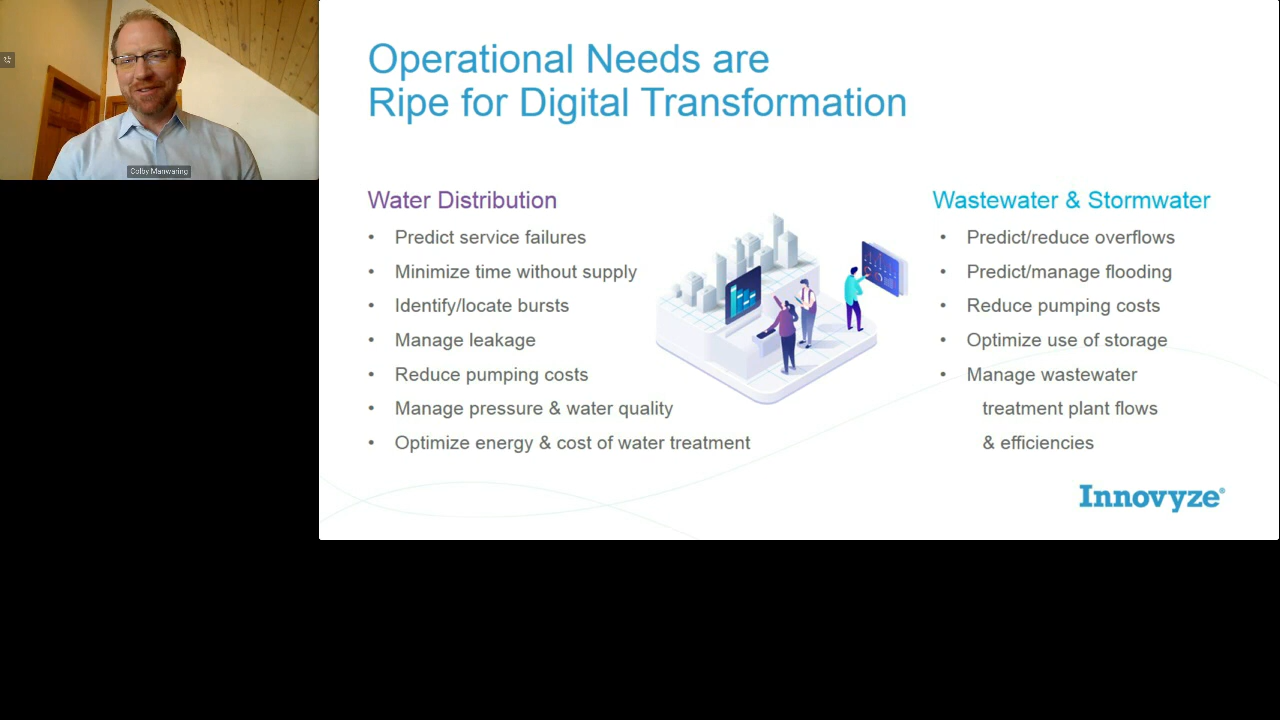 Colby Manwaring
Operational Needs are
Ripe for Digital Transformation
Water Distribution
• Predict service failures
• Minimize time without supply
• Identify/locate bursts
• Manage leakage
• Reduce pumping costs
• Manage pressure & water quality
• Optimize energy & cost of water treatment
Wastewater & Stormwater
• Predict/reduce overflows
• Predict/manage flooding
• Reduce pumping costs
• Optimize use of storage
• Manage wastewater
treatment plant flows
& efficiencies
Innovyze®